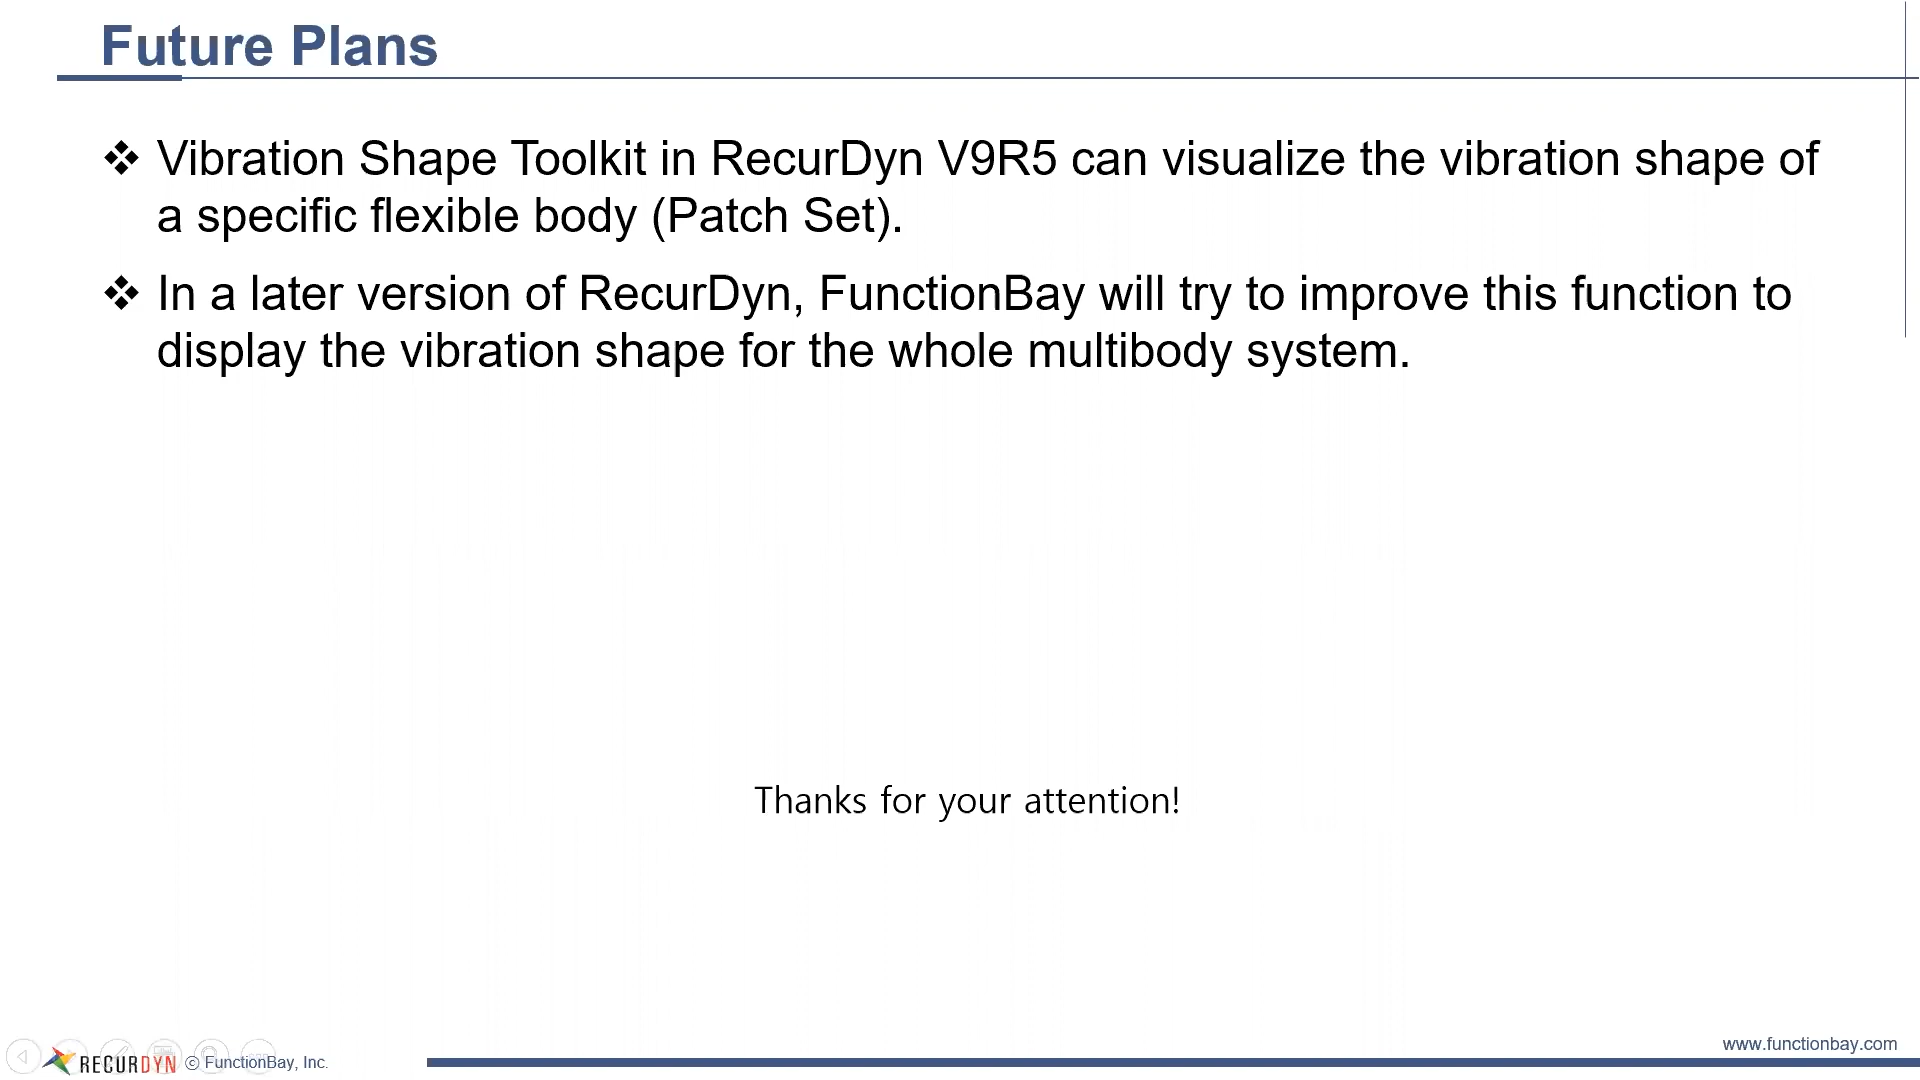 Future Plans
❖ Vibration Shape Toolkit in RecurDyn V9R5 can visualize the vibration shape of
a specific flexible body (Patch Set).
❖ In a later version of RecurDyn, FunctionBay will try to improve this function to
display the vibration shape for the whole multibody system.
Thanks for your attention!
www.functionbay.com
RECURDYN © FunctionBay, Inc.